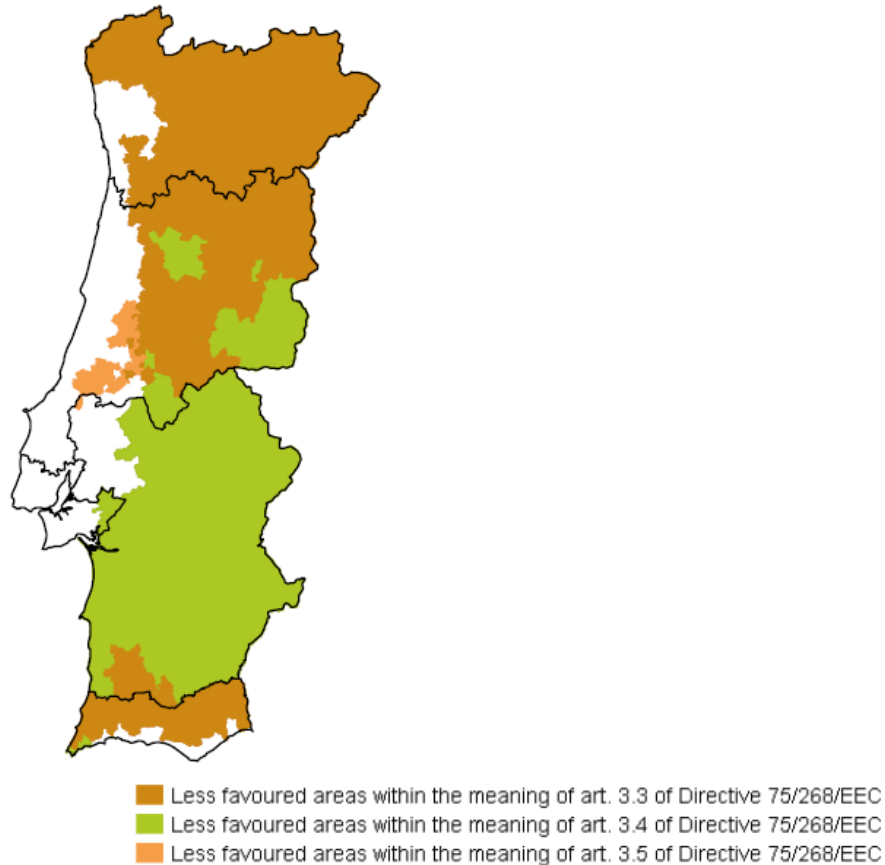 Less favoured areas within the meaning of art. 3.3 of Directive 75/268/EEC
Less favoured areas within the meaning of art. 3.4 of Directive 75/268/EEC
Less favoured areas within the meaning of art. 3.5 of Directive 75/268/EEC